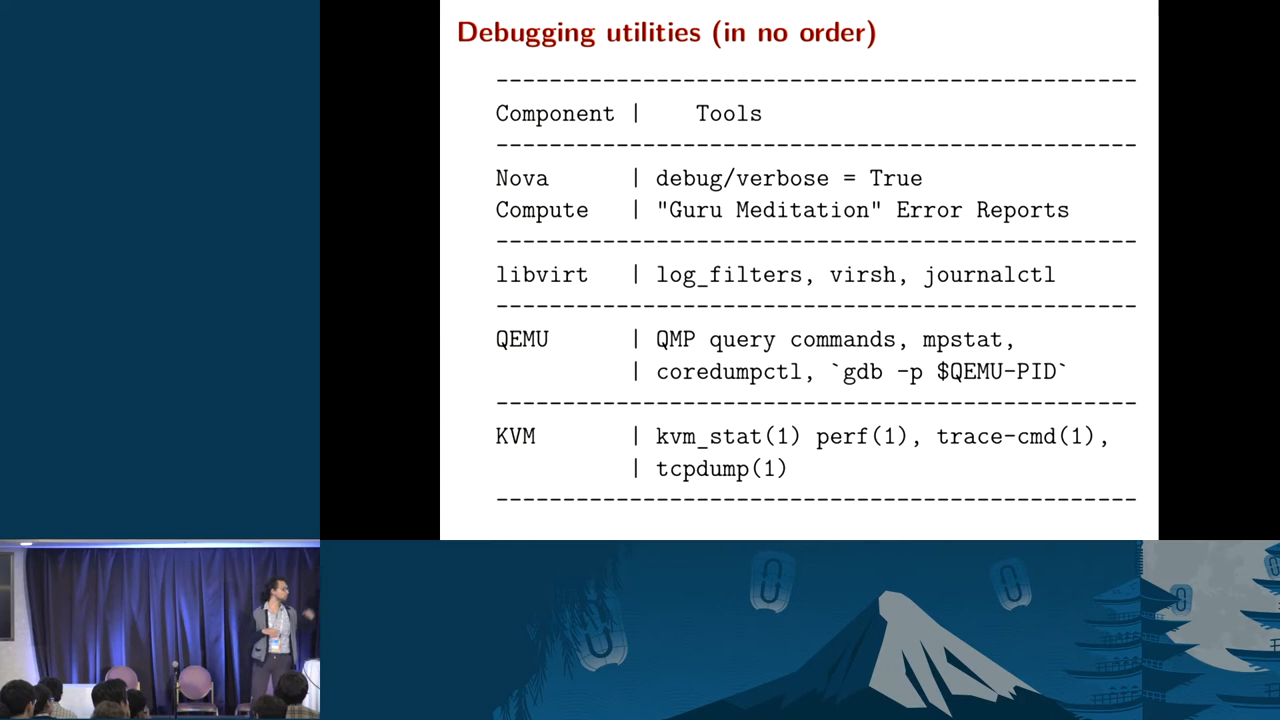 Debugging utilities (in no order)
-----------------------------------------------
Component | Tools
-----------------------------------------------
Nova | debug/verbose = True
Compute | "Guru Meditation" Error Reports
-----------------------------------------------
libvirt | log_filters, virsh, journalctl
-----------------------------------------------
QEMU | QMP query commands, mpstat,
| coredumpctl, `gdb -p $QEMU-PID`
-----------------------------------------------
KVM | kvm_stat(1) perf(1), trace-cmd(1),
| tcpdump(1)
-----------------------------------------------